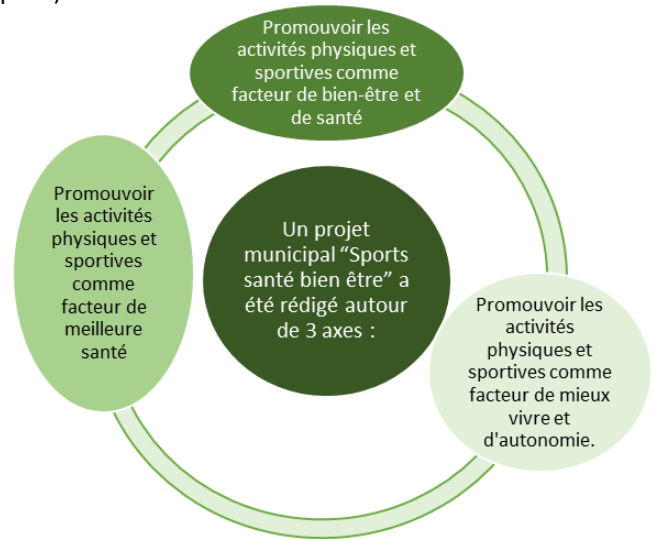 Promouvoir les
activités physiques et
sportives comme
facteur de bien-être et
de santé
Promouvoir
les activités
physiques et
sportives
comme
facteur de
meilleure
santé
Un projet
municipal “Sports
santé bien être” a
été rédigé autour
de 3 axes :
Promouvoir les
activités
physiques et
sportives comme
facteur de mieux
vivre et
d'autonomie.